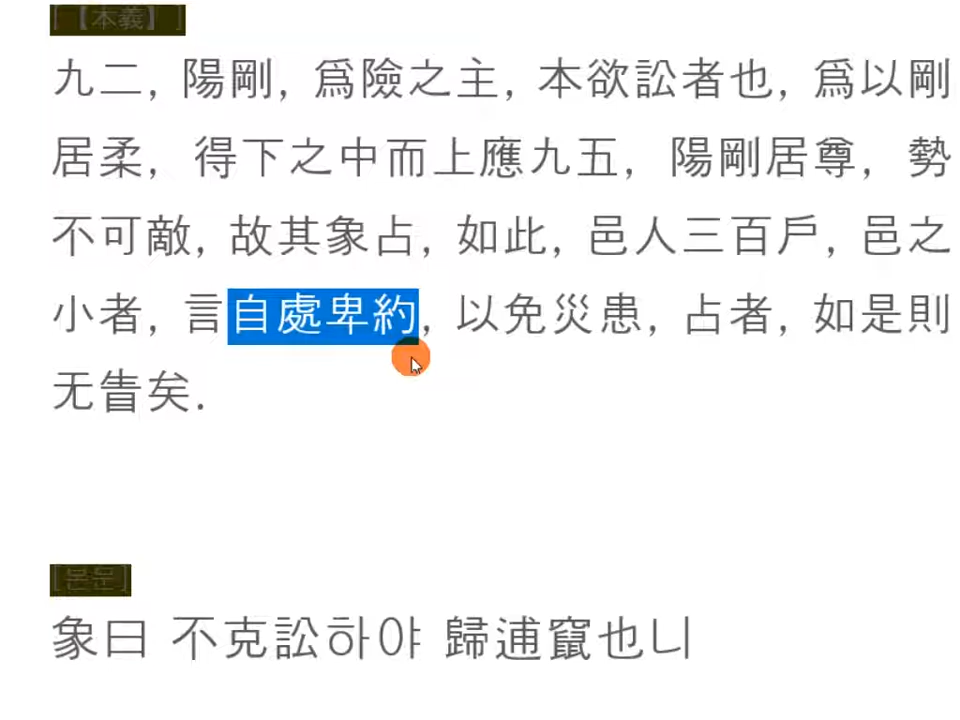 [ 【本義】 ]
九二, 陽剛, 爲險之主, 本欲訟者也, 爲以剛
居柔, 得下之中而上應九五, 陽剛居尊, 勢
不可敵, 故其象占, 如此, 邑人三百戶, 邑之
小者, 言自處卑約, 以免災患, 占者, 如是則
无眚矣.
[본문]
象曰 不克訟하야 歸逋竄也니